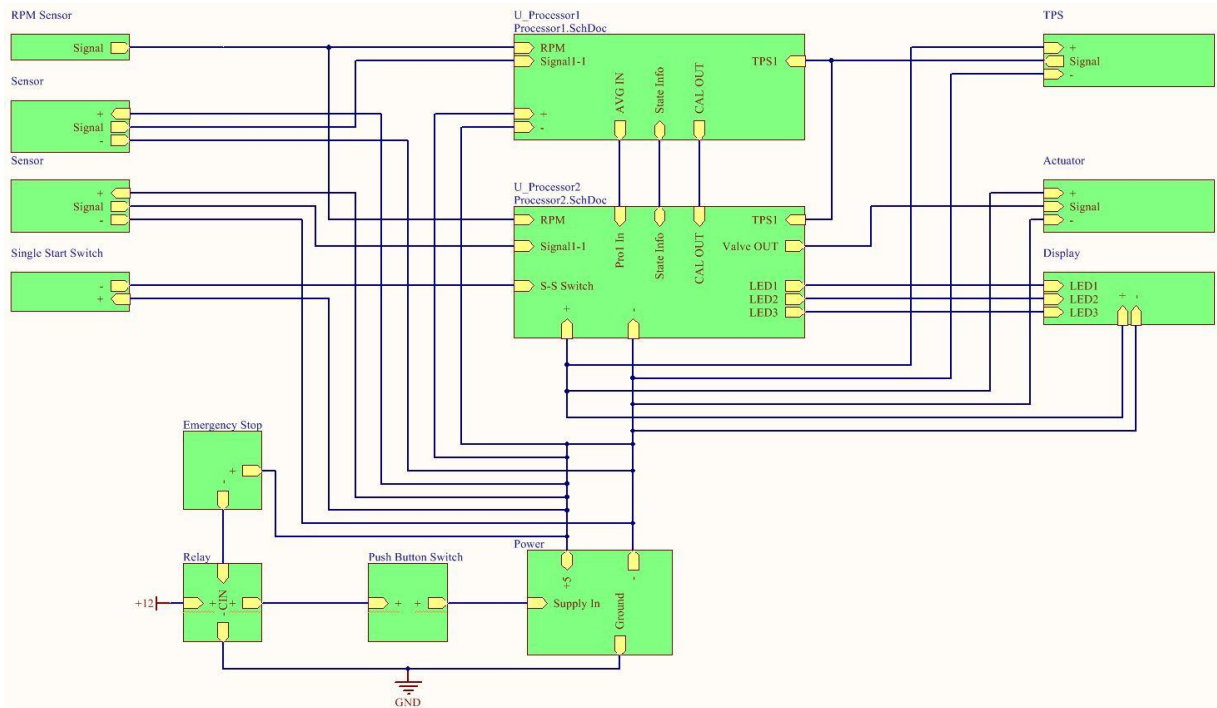 RPM Sensor
Signal
Sensor
+
Signal
-
Sensor
+
Signal
-
Single Start Switch
-
+
U_Processor1
Processor1.SchDoc
RPM
Signal1-1
+
-
AVG IN
State Info
CAL OUT
TPS1
U_Processor2
Processor2.SchDoc
RPM
Signal1-1
S-S Switch
Pro1 In
State Info
CAL OUT
TPS1
Valve OUT
LED1
LED2
LED3
+
-
TPS
+
Signal
-
Actuator
+
Signal
-
Display
LED1
LED2
LED3
+
-
Emergency Stop
+
-
Relay
+12
+
+
-
CIN
Push Button Switch
+
+
Power
+5
-
Supply In
Ground
GND